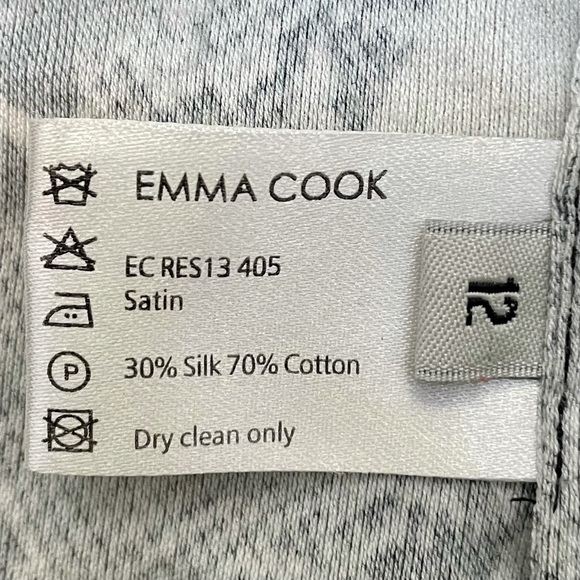 EMMA COOK
EC RES13 405
Satin
30% Silk 70% Cotton
P
Dry clean only
12